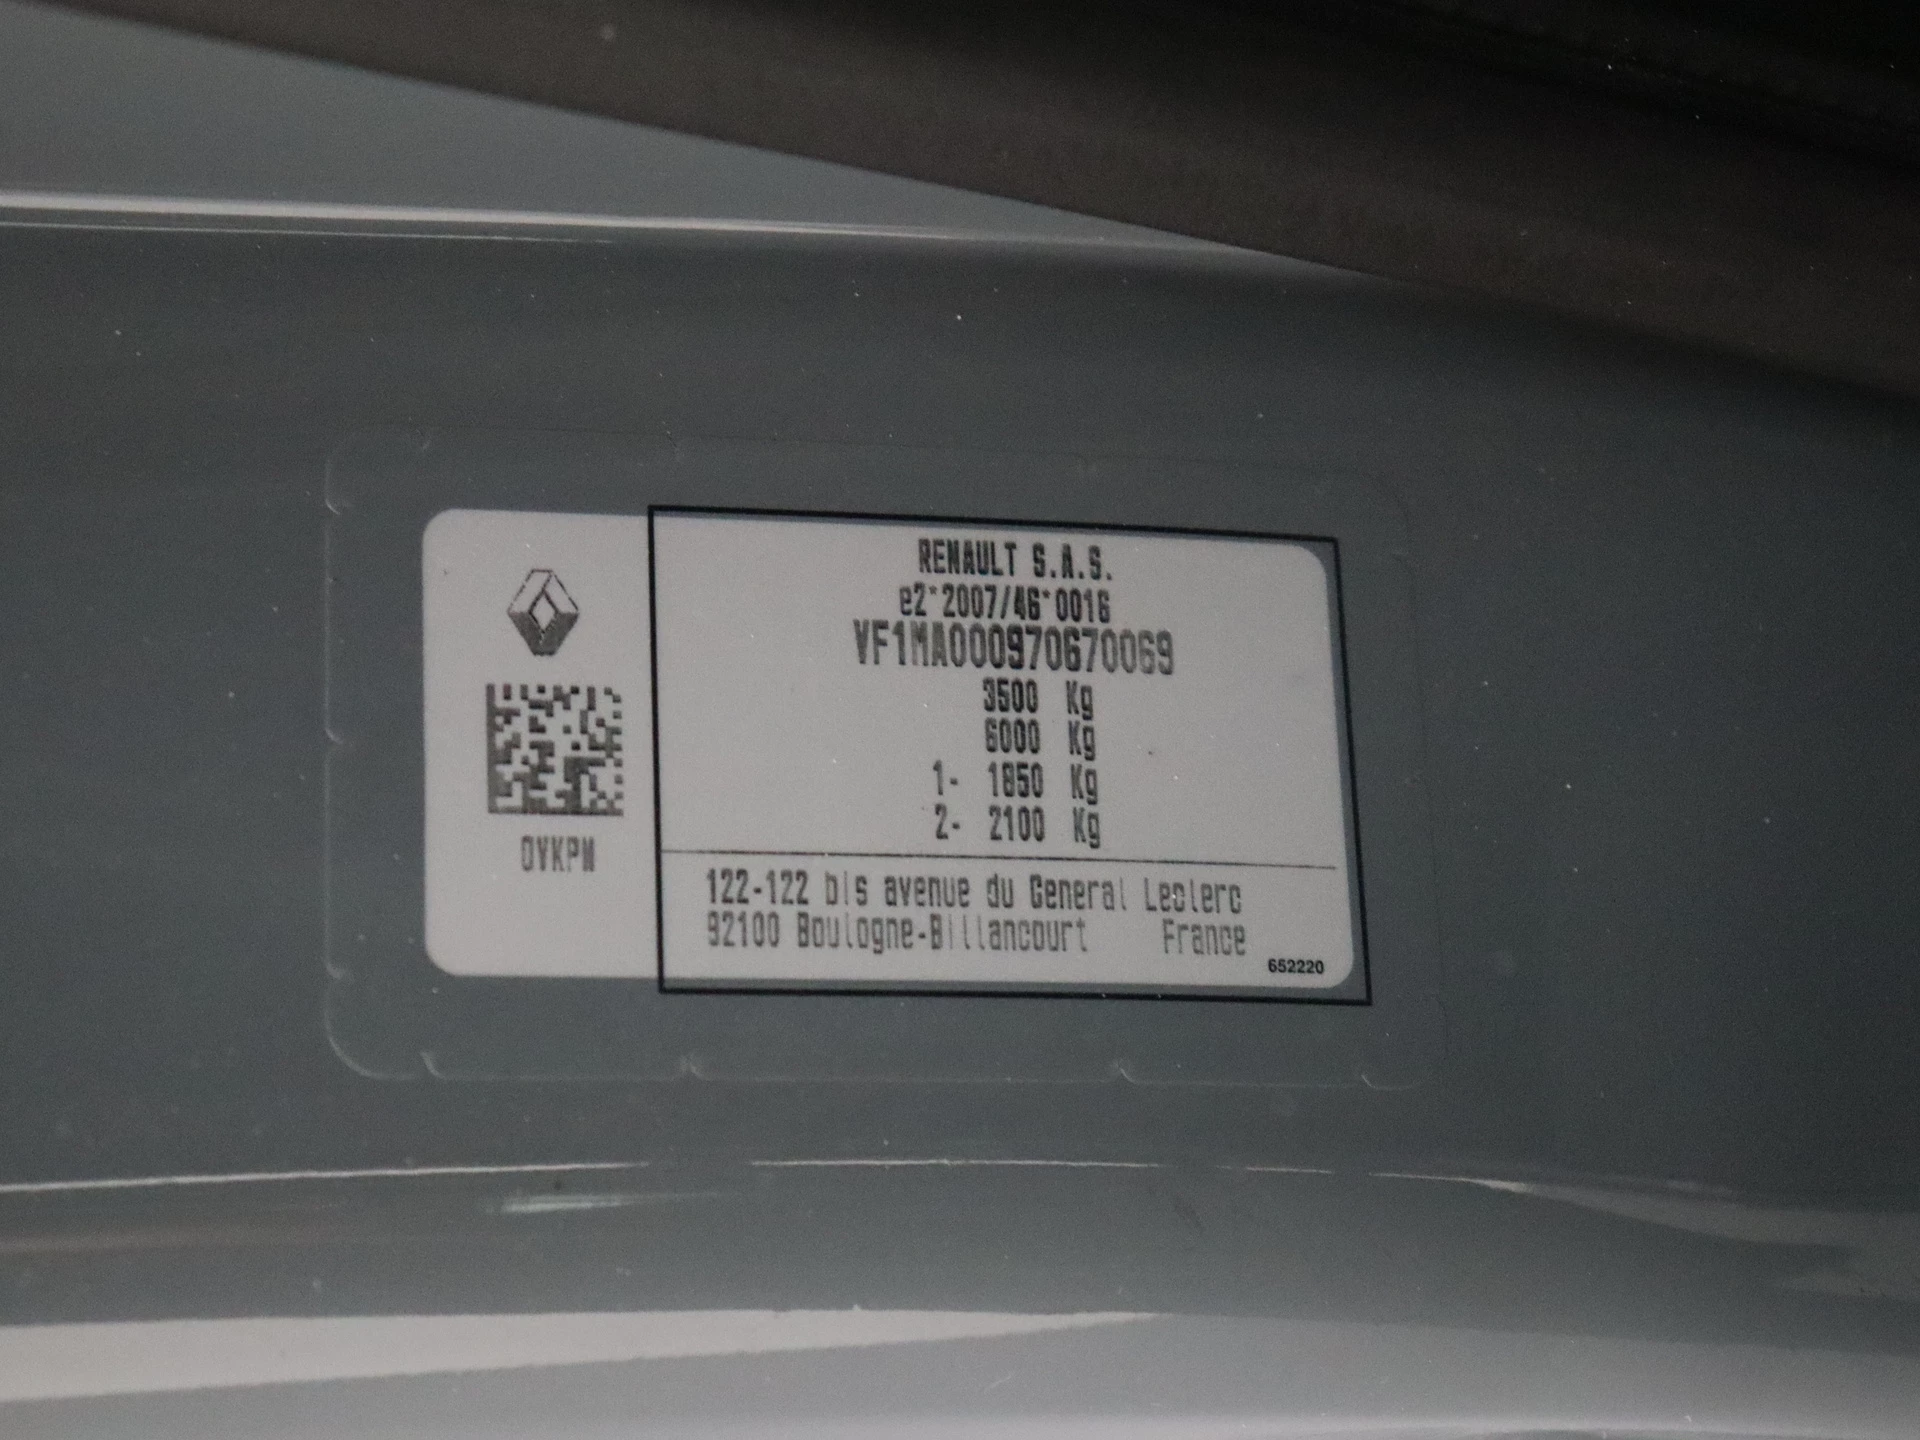 RENAULT S.A.S.
e2*2007/46*0016
VF1MA000970670069
3500 Kg
6000 Kg
1- 1850 Kg
2- 2100 Kg
OVKPN
122-122 bis avenue du General Leclerc
92100 Boulogne-Billancourt France
652220